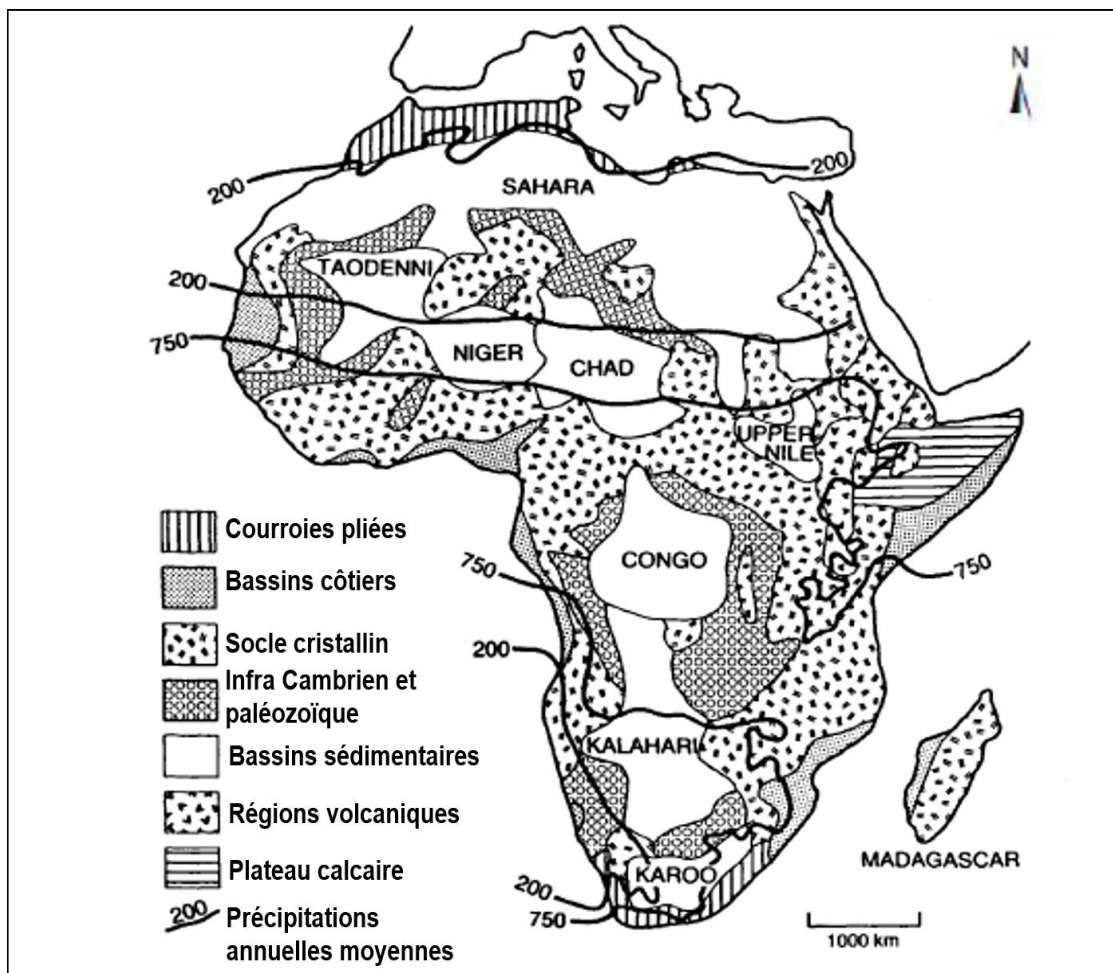 N
200
200
SAHARA
TAODENNI
200
750
NIGER
CHAD
UPPER
NILE
CONGO
750
750
200
KALAHARI
KAROO
200
750
MADAGASCAR
1000 km
Courroies pliées
Bassins côtiers
Socle cristallin
Infra Cambrien et
paléozoïque
Bassins sédimentaires
Régions volcaniques
Plateau calcaire
200
Précipitations
annuelles moyennes